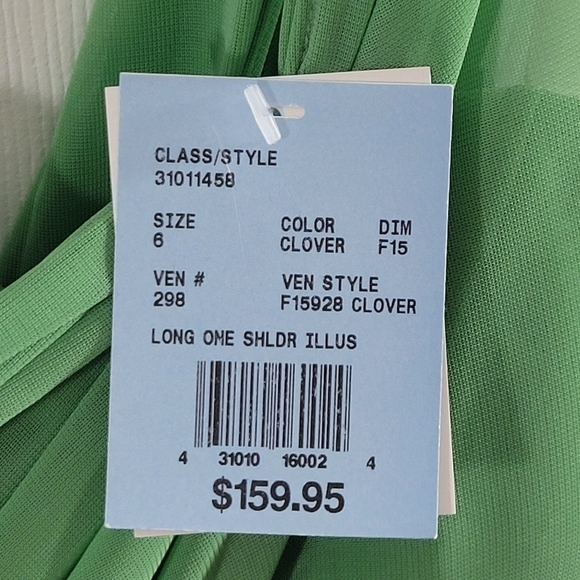 CLASS/STYLE
31011458
SIZE COLOR DIM
6 CLOVER F15
VEN # VEN STYLE
298 F15928 CLOVER
LONG OME SHLDR ILLUS
4 31010 16002 4
$159.95